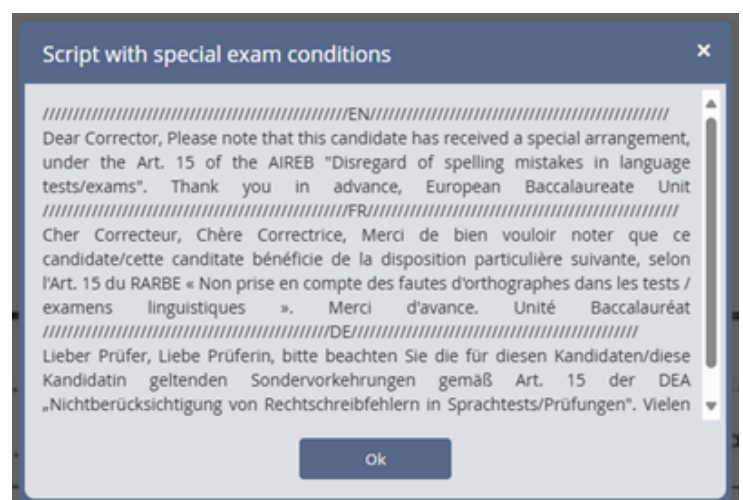 Script with special exam conditions ×
///////////////////////////////////////////////////EN//////////////////////////////////////////////////
Dear Corrector, Please note that this candidate has received a special arrangement,
under the Art. 15 of the AIREB "Disregard of spelling mistakes in language
tests/exams". Thank you in advance, European Baccalaureate Unit
///////////////////////////////////////////////////FR////////////////////////////////////////////////////
Cher Correcteur, Chère Correctrice, Merci de bien vouloir noter que ce
candidate/cette canditate bénéficie de la disposition particulière suivante, selon
l'Art. 15 du RARBE « Non prise en compte des fautes d'orthographes dans les tests /
examens linguistiques ». Merci d'avance. Unité Baccalauréat
////////////////////////////////////////////////DE////////////////////////////////////////////////
Lieber Prüfer, Liebe Prüferin, bitte beachten Sie die für diesen Kandidaten/diese
Kandidatin geltenden Sondervorkehrungen gemäß Art. 15 der DEA
„Nichtberücksichtigung von Rechtschreibfehlern in Sprachtests/Prüfungen". Vielen
Ok